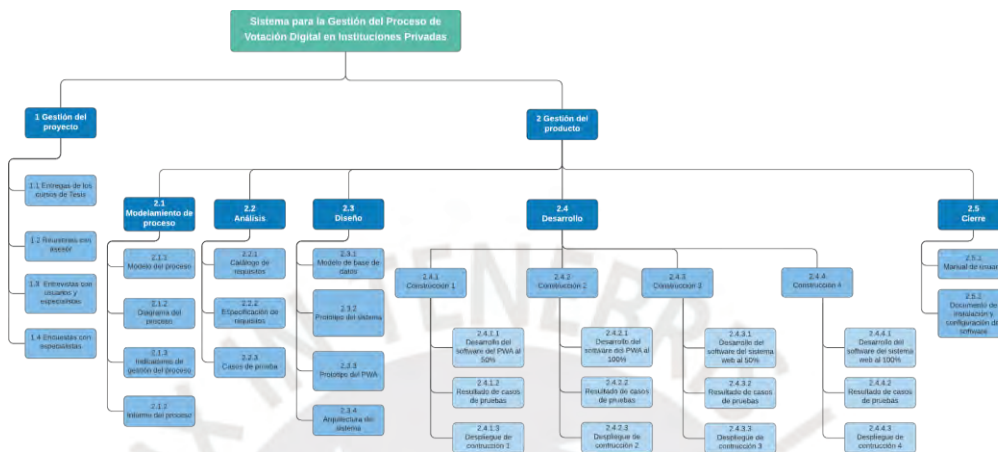 Sistema para la Gestión del Proceso de
Votación Digital en Instituciones Privadas
1 Gestión del
proyecto
2 Gestión del
producto
1.1 Entregas de los
cursos de Tesis
1.2 Reuniones con
asesor
1.3 Entrevistas con
usuarios y
especialistas
1.4 Encuestas con
especialistas
2.1
Modelamiento de
proceso
2.1.1
Modelo del proceso
2.1.2
Diagrama del
proceso
2.1.3
Indicadores de
gestión del proceso
2.1.2
Informe del proceso
2.2
Análisis
2.2.1
Catálogo de
requisitos
2.2.2
Especificación de
requisitos
2.2.3
Casos de prueba
2.3
Diseño
2.3.1
Modelo de base de
datos
2.3.2
Prototipo del sistema
2.3.3
Prototipo del PWA
2.3.4
Arquitectura del
sistema
2.4
Desarrollo
2.4.1
Construcción 1
2.4.1.1
Desarrollo del
software del PWA al
50%
2.4.1.2
Resultado de casos
de pruebas
2.4.1.3
Despliegue de
contrucción 1
2.4.2
Construcción 2
2.4.2.1
Desarrollo del
software del PWA al
100%
2.4.2.2
Resultado de casos
de pruebas
2.4.2.3
Despliegue de
contrucción 2
2.4.3
Construcción 3
2.4.3.1
Desarrollo del
software del sistema
web al 50%
2.4.3.2
Resultado de casos
de pruebas
2.4.3.3
Despliegue de
contrucción 3
2.4.4
Construcción 4
2.4.4.1
Desarrollo del
software del sistema
web al 100%
2.4.4.2
Resultado de casos
de pruebas
2.4.4.3
Despliegue de
contrucción 4
2.5
Cierre
2.5.1
Manual de usuario
2.5.2
Documento de
instalación y
configuración de
software
X IN TENEBRIS